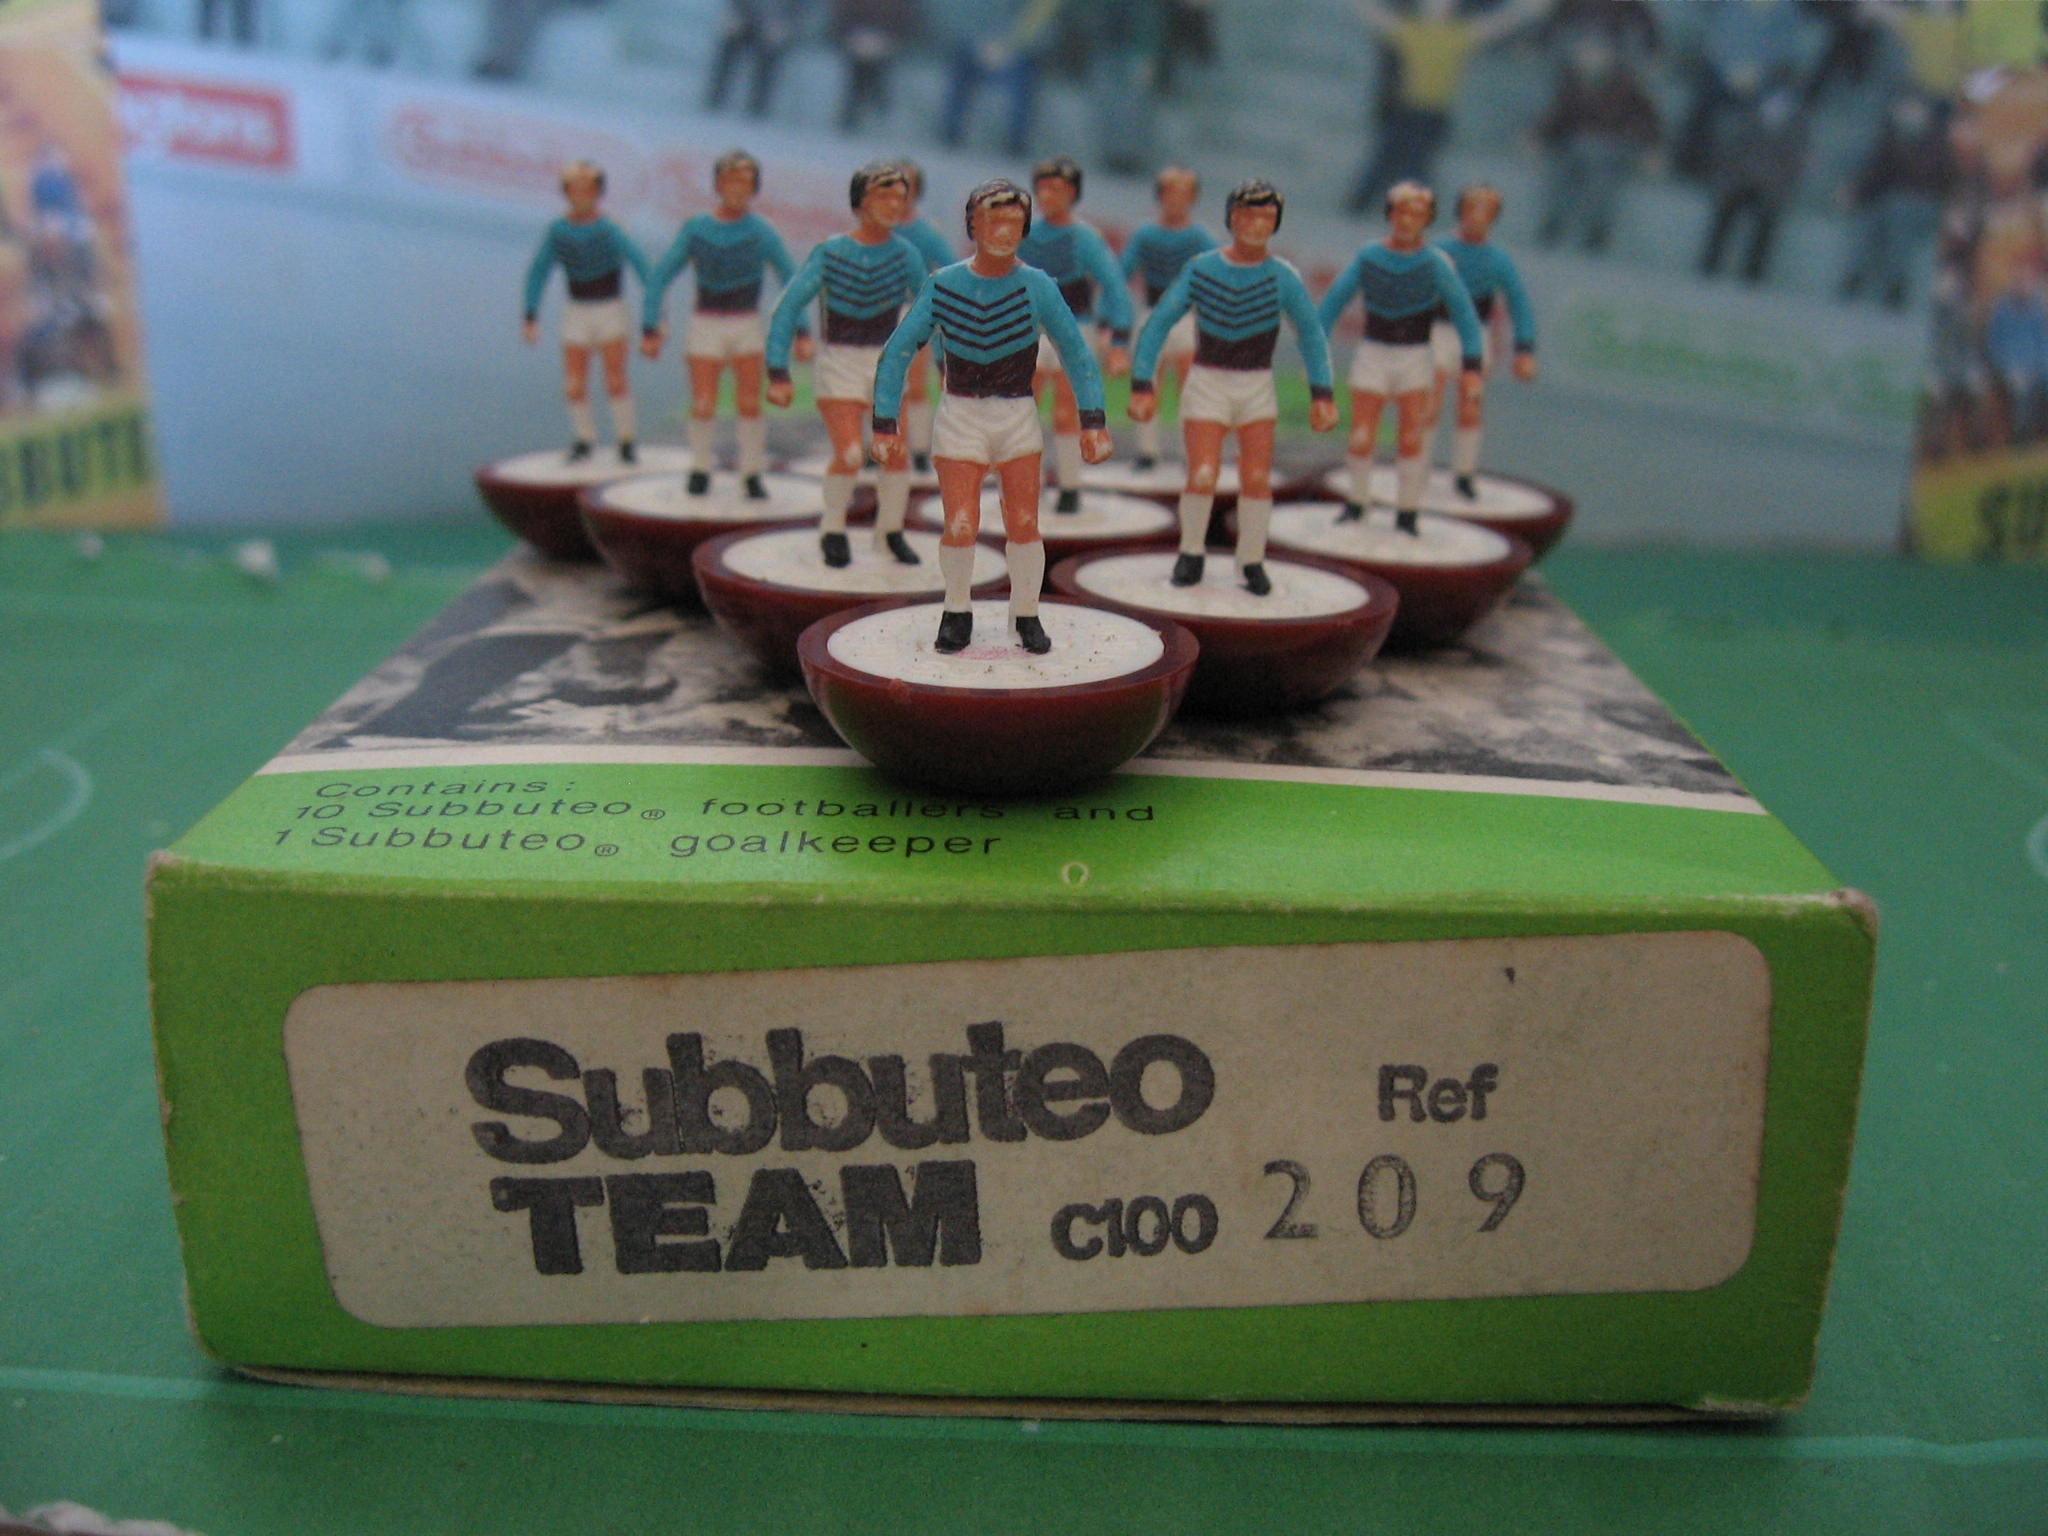 Contains:
10 Subbuteo® footballers and
1 Subbuteo® goalkeeper
Subbuteo
TEAM C100
Ref
209